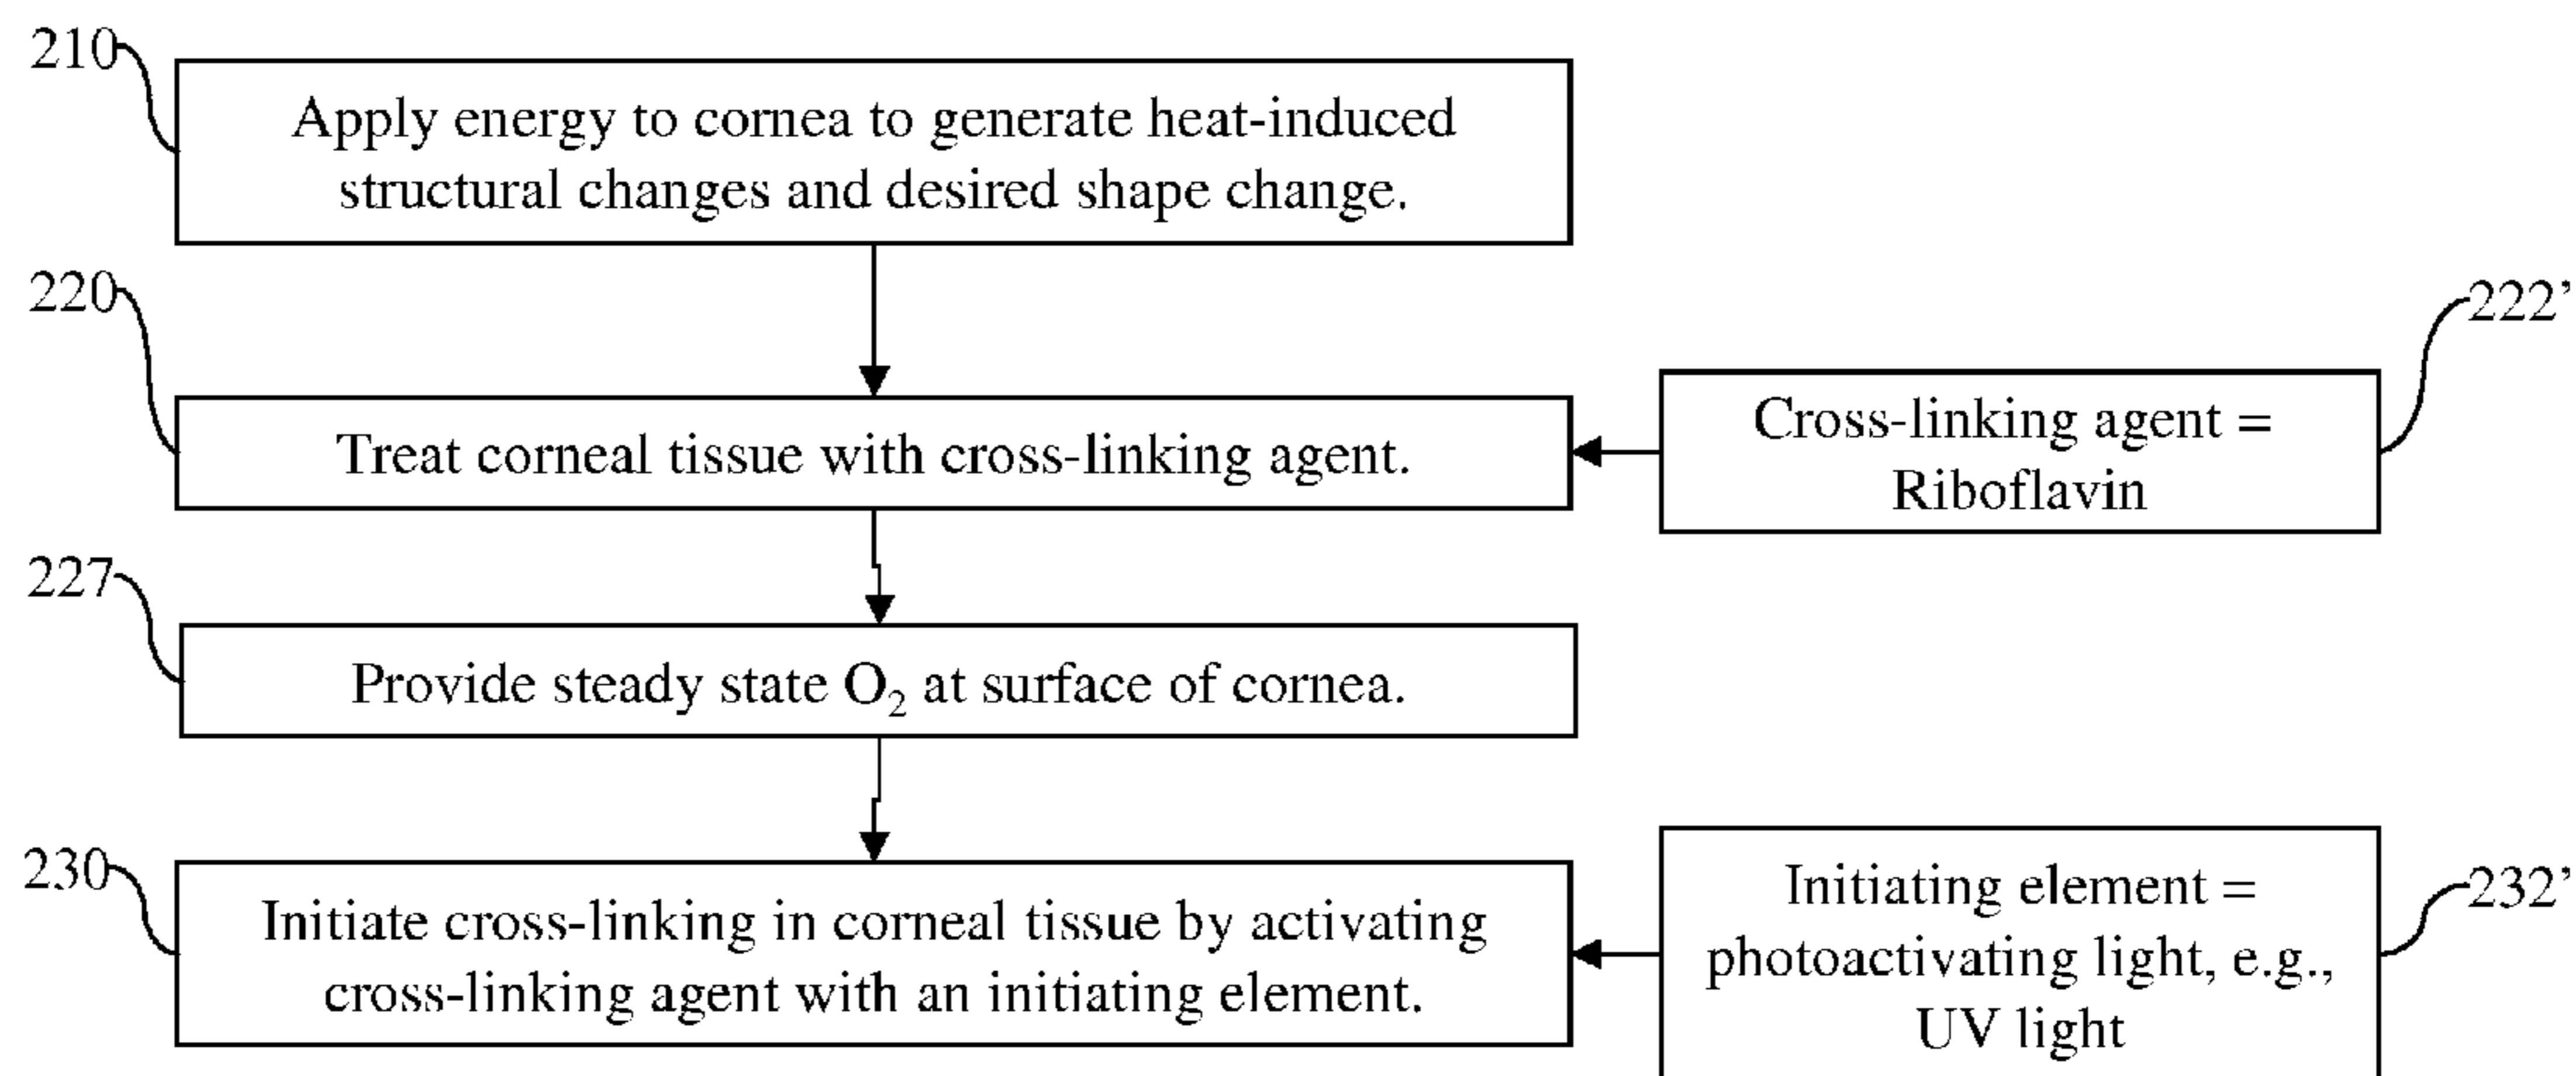 210
Apply energy to cornea to generate heat-induced
structural changes and desired shape change.
220
Treat corneal tissue with cross-linking agent.
222’
Cross-linking agent =
Riboflavin
227
Provide steady state O₂ at surface of cornea.
230
Initiate cross-linking in corneal tissue by activating
cross-linking agent with an initiating element.
232’
Initiating element =
photoactivating light, e.g.,
UV light